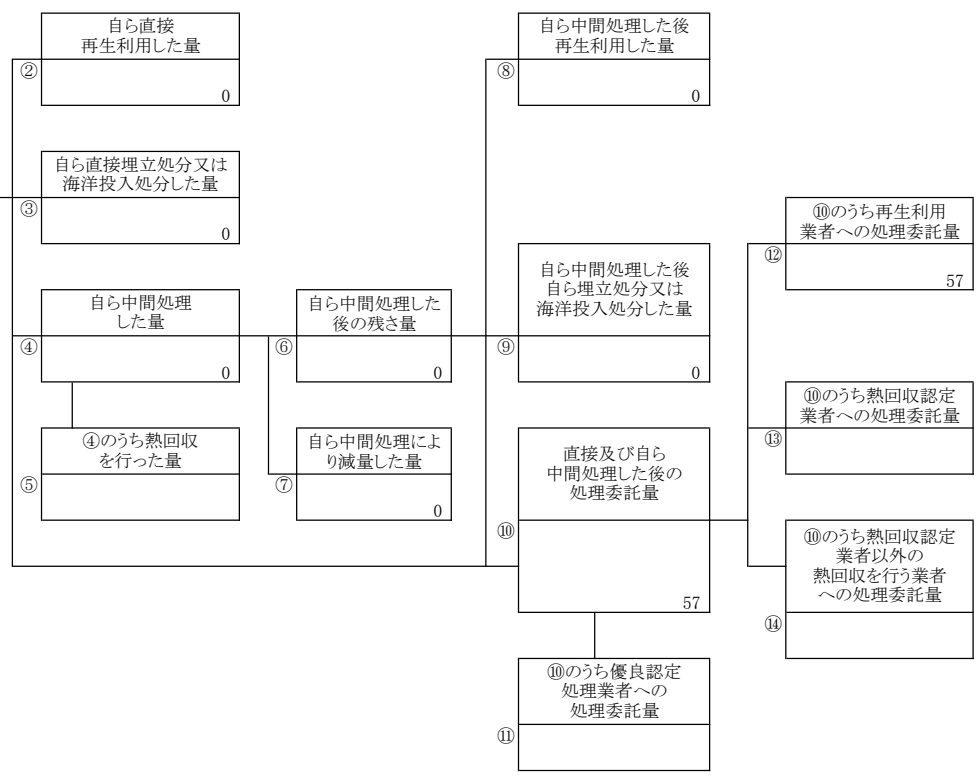 自ら直接
再生利用した量
②
0
自ら中間処理した後
再生利用した量
⑧
0
自ら直接埋立処分又は
海洋投入処分した量
③
0
⑩のうち再生利用
業者への処理委託量
⑫
57
自ら中間処理
した量
④
0
自ら中間処理した
後の残さ量
⑥
0
自ら中間処理した後
自ら埋立処分又は
海洋投入処分した量
⑨
0
⑩のうち熱回収認定
業者への処理委託量
⑬
④のうち熱回収
を行った量
⑤
自ら中間処理によ
り減量した量
⑦
0
直接及び自ら
中間処理した後の
処理委託量
⑩
57
⑩のうち熱回収認定
業者以外の
熱回収を行う業者
への処理委託量
⑭
⑩のうち優良認定
処理業者への
処理委託量
⑪